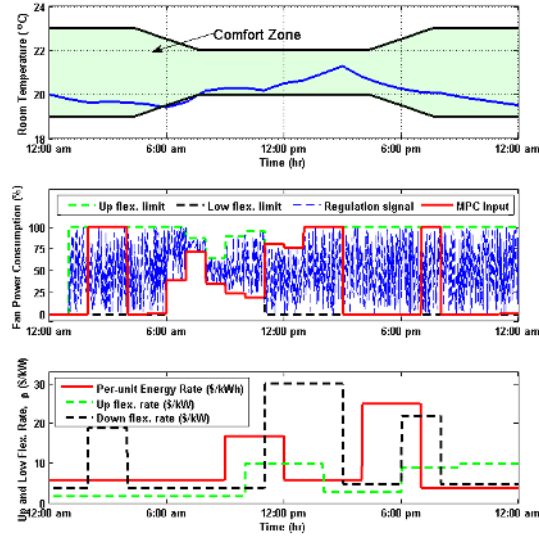 24
22
20
18
Room Temperature (°C)
Comfort Zone
12:00 am
6:00 am
12:00 pm
6:00 pm
12:00 am
Time (hr)
Up flex. limit
Low flex. limit
Regulation signal
MPC Input
100
75
50
25
0
Fan Power Consumption (%)
12:00 am
6:00 am
12:00 pm
6:00 pm
12:00 am
Time (hr)
Per-unit Energy Rate ($/kWh)
Up flex. rate ($/kW)
Down flex. rate ($/kW)
30
20
10
0
Up and Low Flex. Rate, ρ ($/kW)
12:00 am
6:00 am
12:00 pm
6:00 pm
12:00 am
Time (hr)